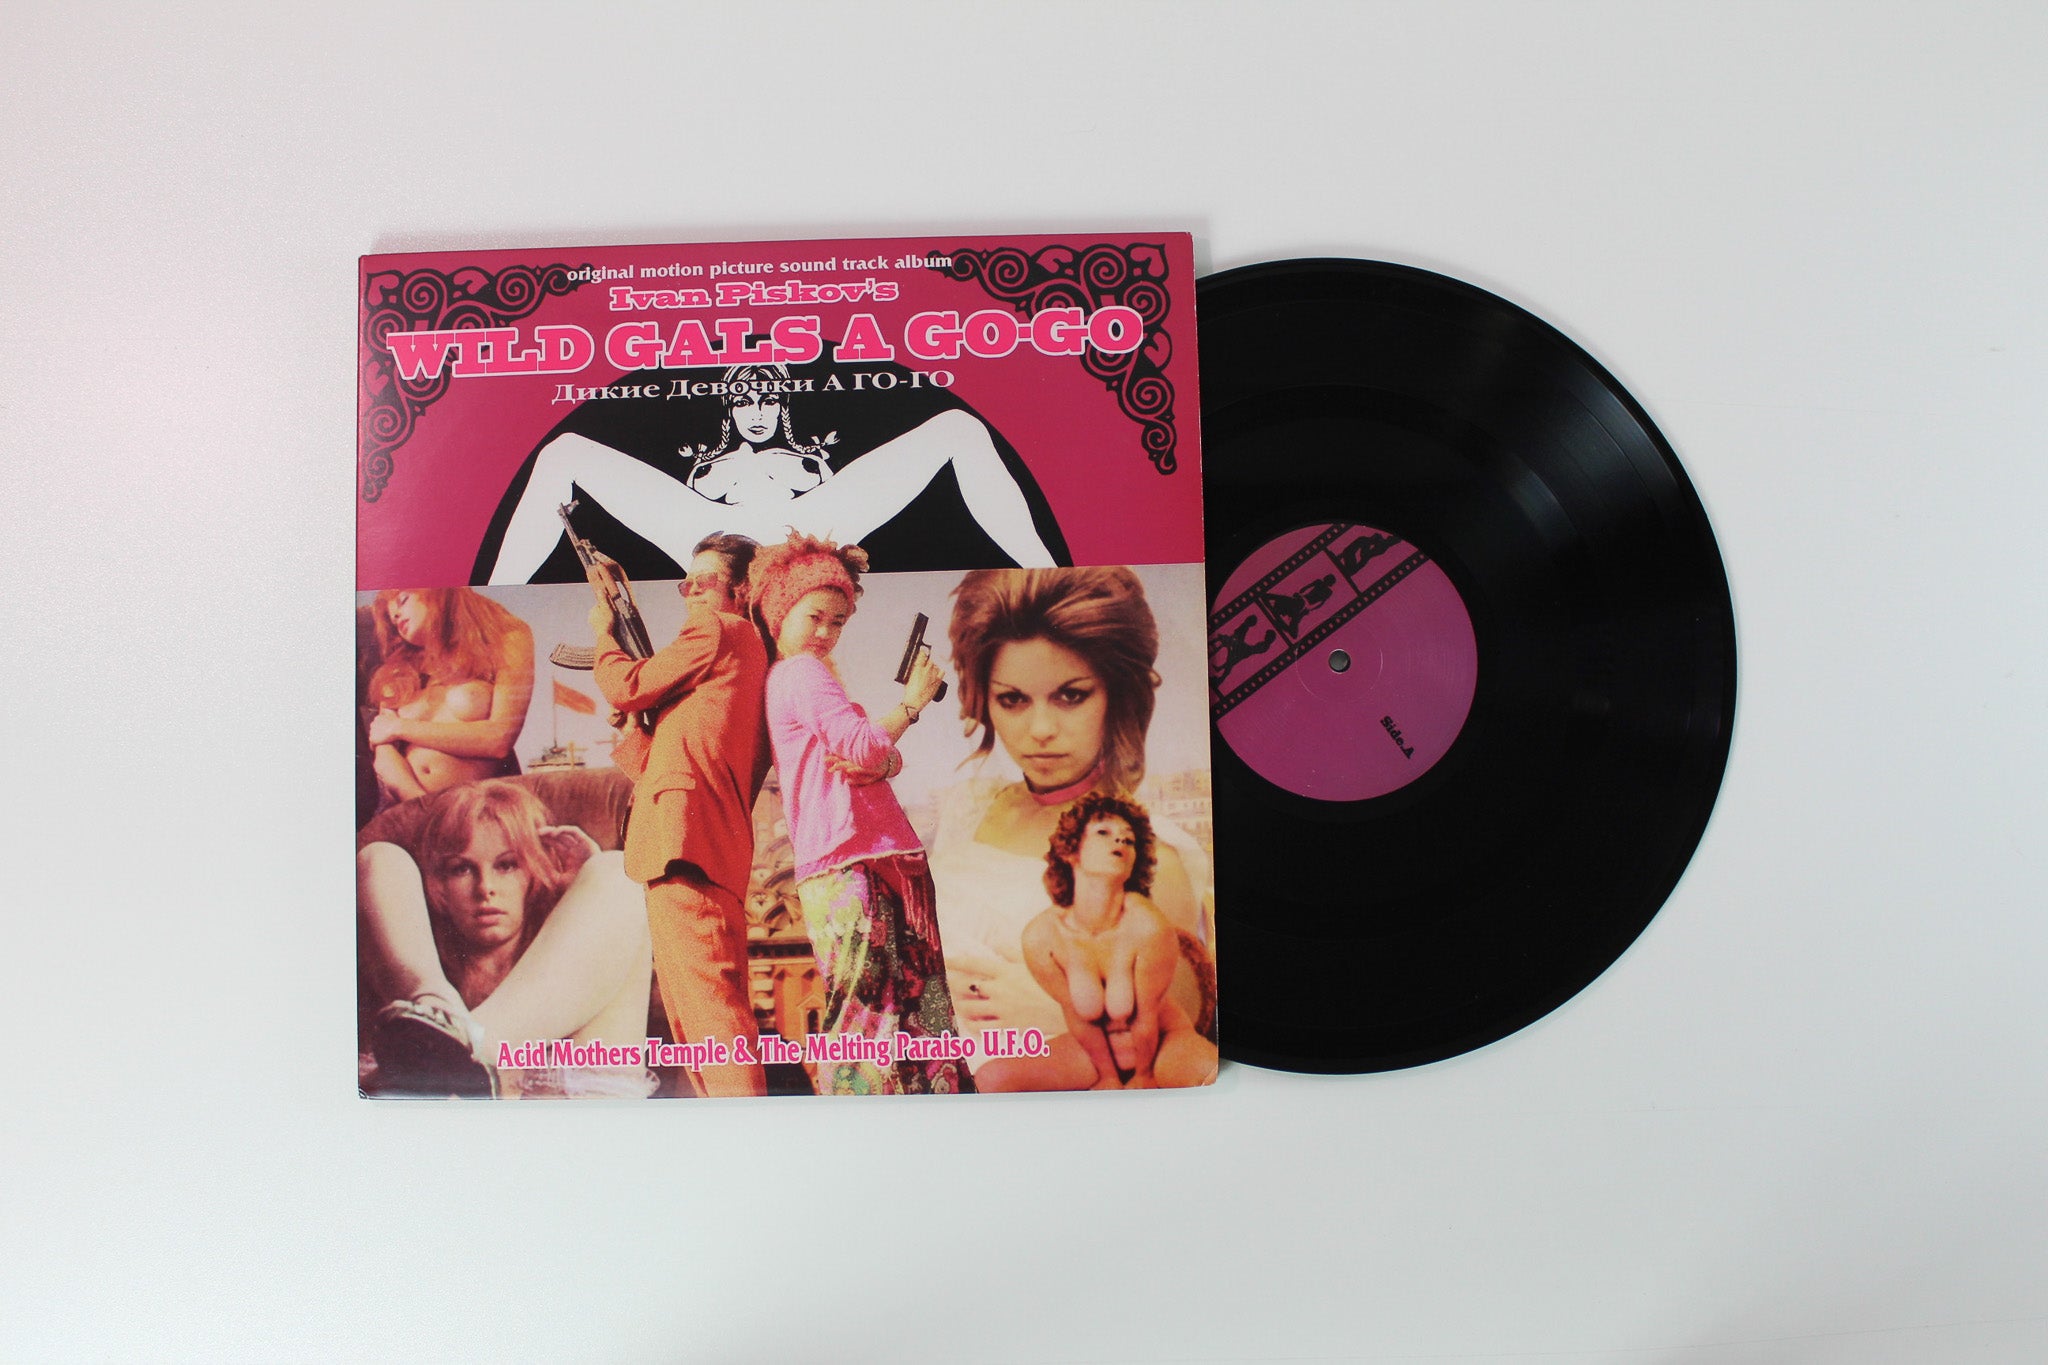 original motion picture sound track album
Ivan Piskov's
WILD GALS A GO-GO
Дикие Девочки А ГО-ГО
Acid Mothers Temple & The Melting Paraiso U.F.O.
Side.A